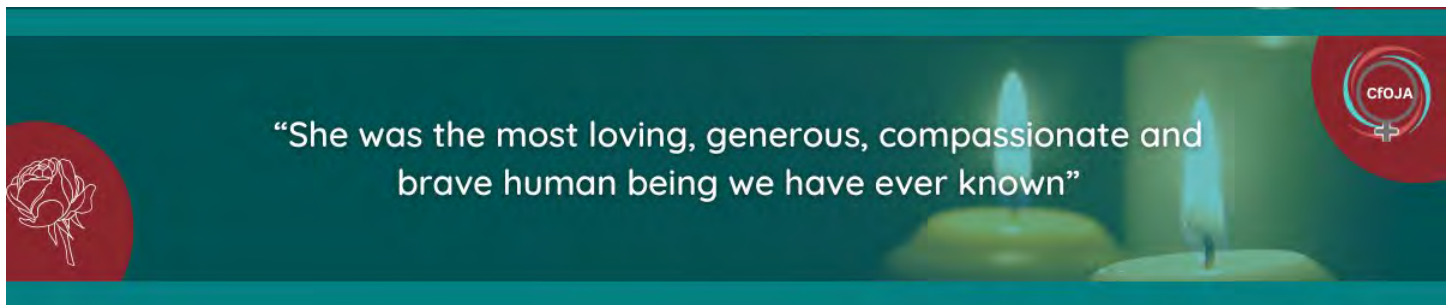 “She was the most loving, generous, compassionate and
brave human being we have ever known”
CFOJA